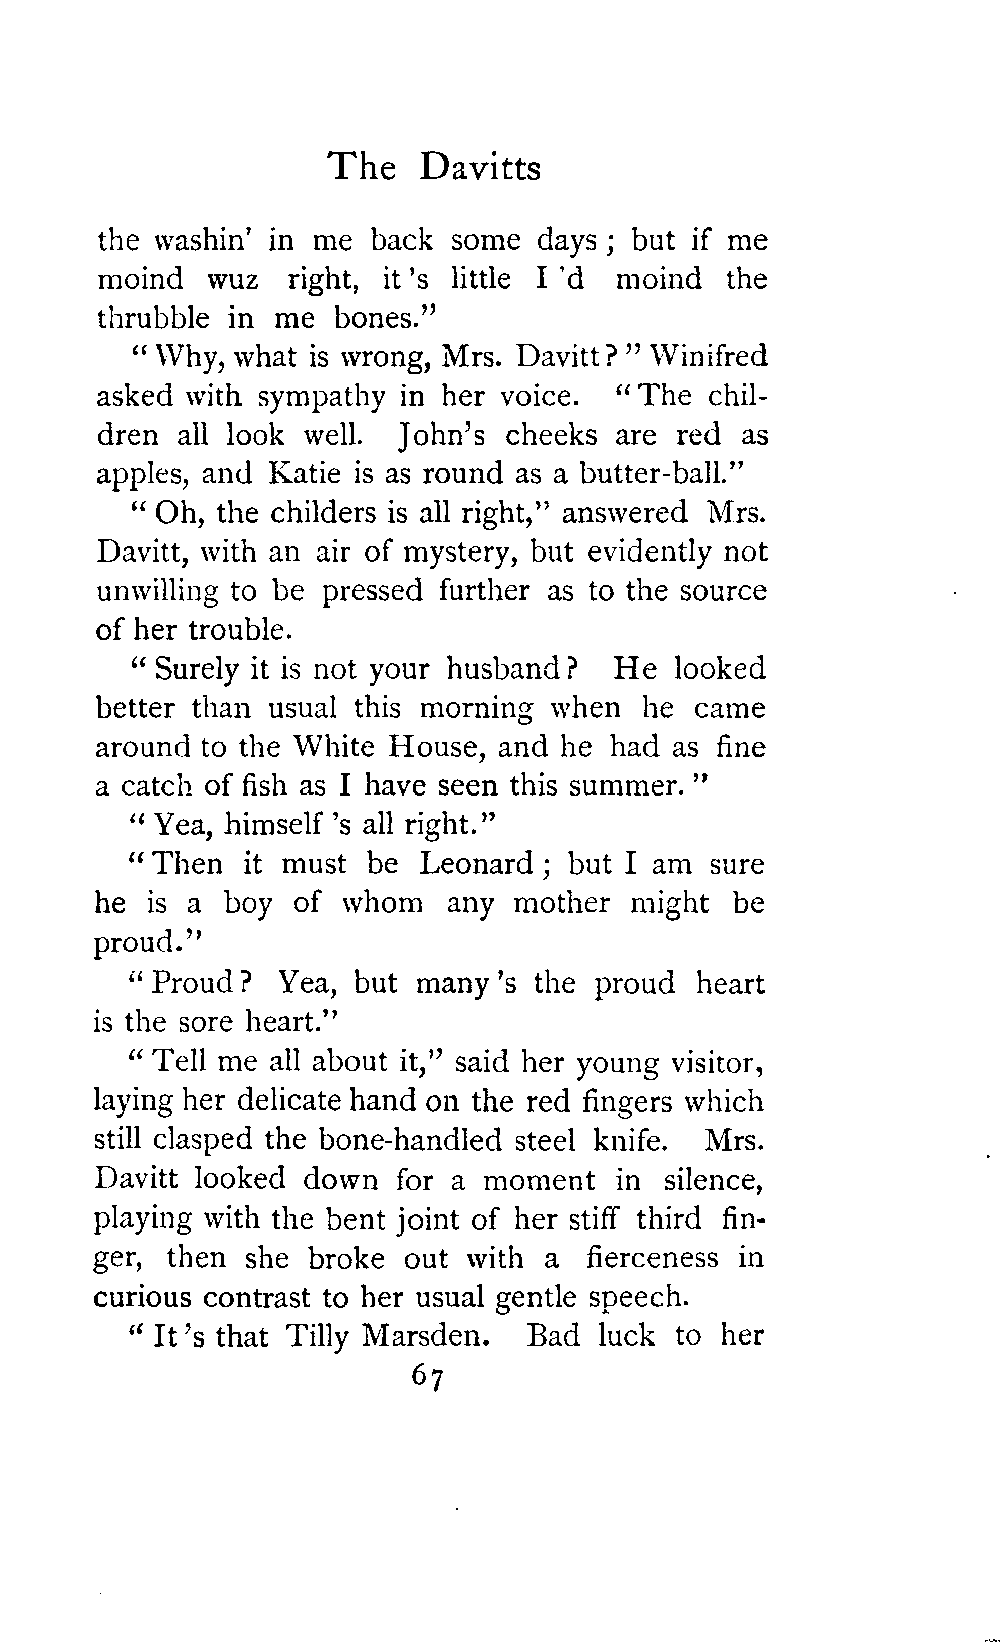 The Davitts
the washin' in me back some days; but if me
moind wuz right, it's little I'd moind the
thrubble in me bones."
"Why, what is wrong, Mrs. Davitt?" Winifred
asked with sympathy in her voice. "The chil-
dren all look well. John's cheeks are red as
apples, and Katie is as round as a butter-ball."
"Oh, the childers is all right," answered Mrs.
Davitt, with an air of mystery, but evidently not
unwilling to be pressed further as to the source
of her trouble.
"Surely it is not your husband? He looked
better than usual this morning when he came
around to the White House, and he had as fine
a catch of fish as I have seen this summer."
"Yea, himself 's all right."
"Then it must be Leonard; but I am sure
he is a boy of whom any mother might be
proud."
"Proud? Yea, but many's the proud heart
is the sore heart."
"Tell me all about it," said her young visitor,
laying her delicate hand on the red fingers which
still clasped the bone-handled steel knife. Mrs.
Davitt looked down for a moment in silence,
playing with the bent joint of her stiff third fin-
ger, then she broke out with a fierceness in
curious contrast to her usual gentle speech.
"It's that Tilly Marsden. Bad luck to her
67